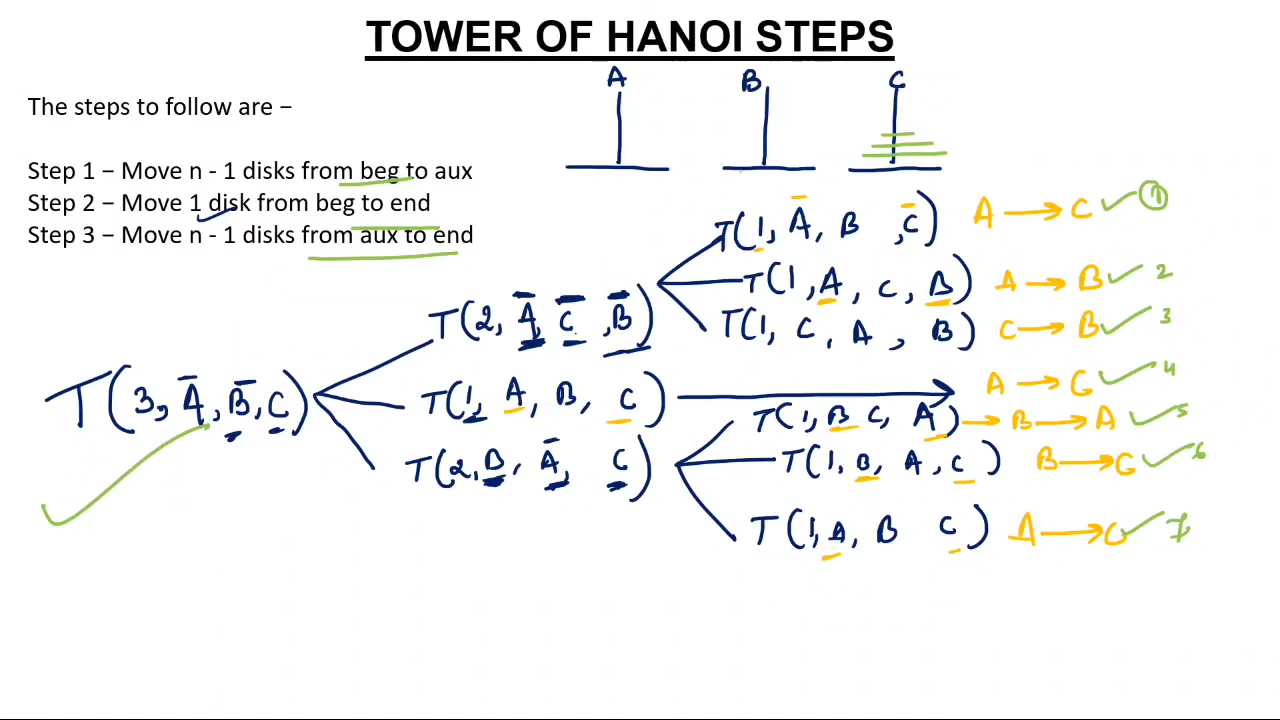 TOWER OF HANOI STEPS
A B C
The steps to follow are −
Step 1 − Move n - 1 disks from beg to aux
Step 2 − Move 1 disk from beg to end
Step 3 − Move n - 1 disks from aux to end
T(1, A, B, C) A → C 1
T(1, A, C, B) A → B 2
T(2, A, C, B)
T(1, C, A, B) C → B 3
T(3, A, B, C)
T(1, A, B, C) → A → C 4
T(1, B C, A) → B → A 5
T(2, B, A, C)
T(1, B, A, C) B → C 6
T(1, A, B C) A → C 7